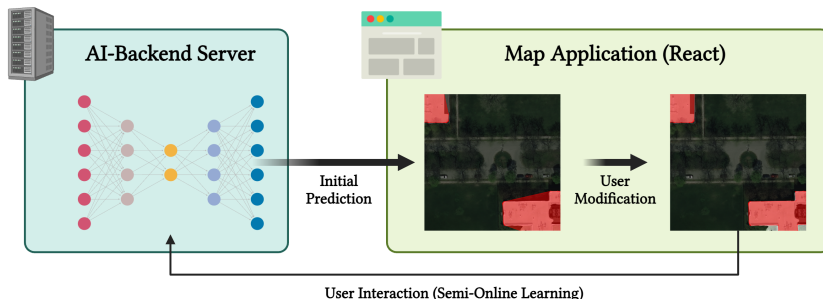 AI-Backend Server
Map Application (React)
Initial
Prediction
User
Modification
User Interaction (Semi-Online Learning)